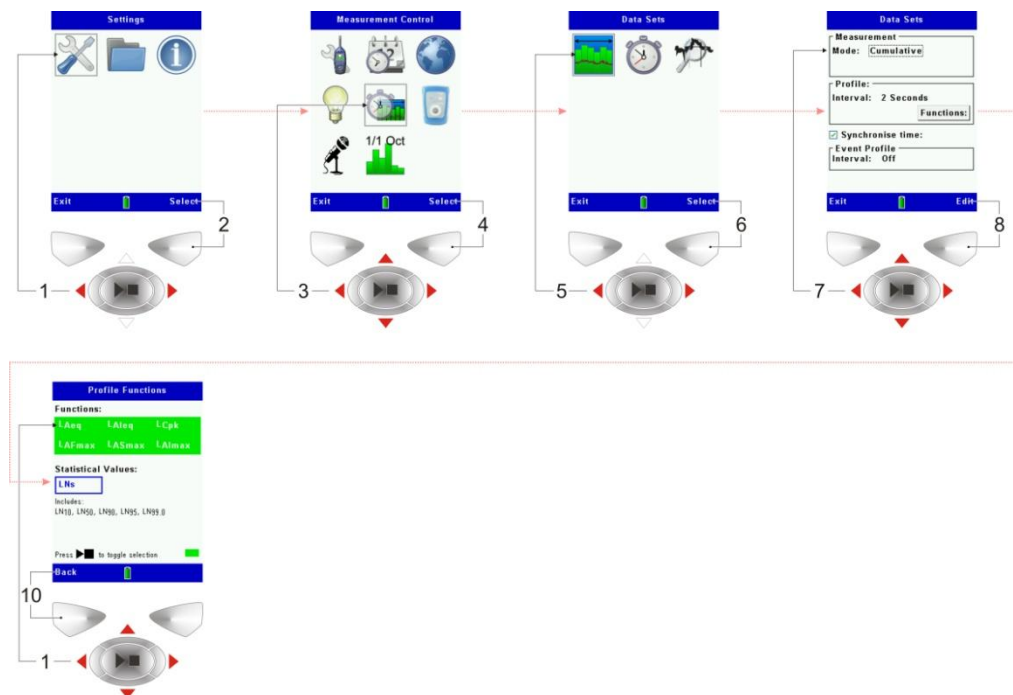 Settings
Exit
Select
1
2
Measurement Control
1/1 Oct
Exit
Select
3
4
Data Sets
Exit
Select
5
6
Data Sets
Measurement
Mode: Cumulative
Profile:
Interval: 2 Seconds
Functions:
Synchronise time:
Event Profile
Interval: Off
Exit
Edit
7
8
Profile Functions
Functions:
LAeq LAIeq LCpk
LAFmax LASmax LAImax
Statistical Values:
LNs
Includes:
LN10, LN50, LN90, LN95, LN99.0
Press to toggle selection
Back
10
1